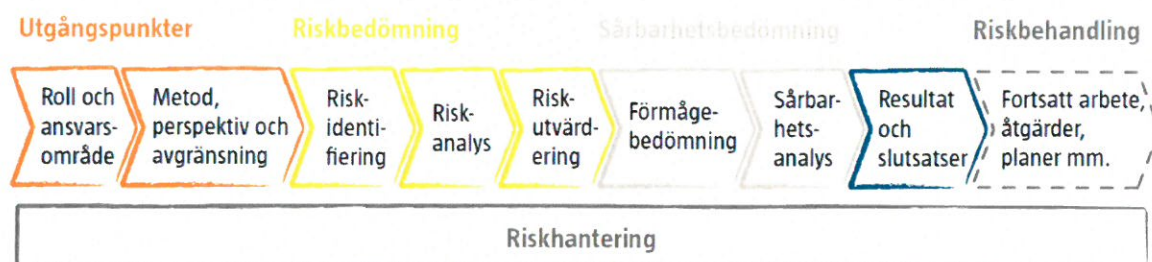 Utgångspunkter
Riskbedömning
Sårbarhetsbedömning
Riskbehandling
Roll och
ansvars-
område
Metod,
perspektiv och
avgränsning
Risk-
identi-
fiering
Risk-
analys
Risk-
utvärd-
ering
Förmåge-
bedömning
Sårbar-
hets-
analys
Resultat
och
slutsatser
Fortsatt arbete,
åtgärder,
planer mm.
Riskhantering